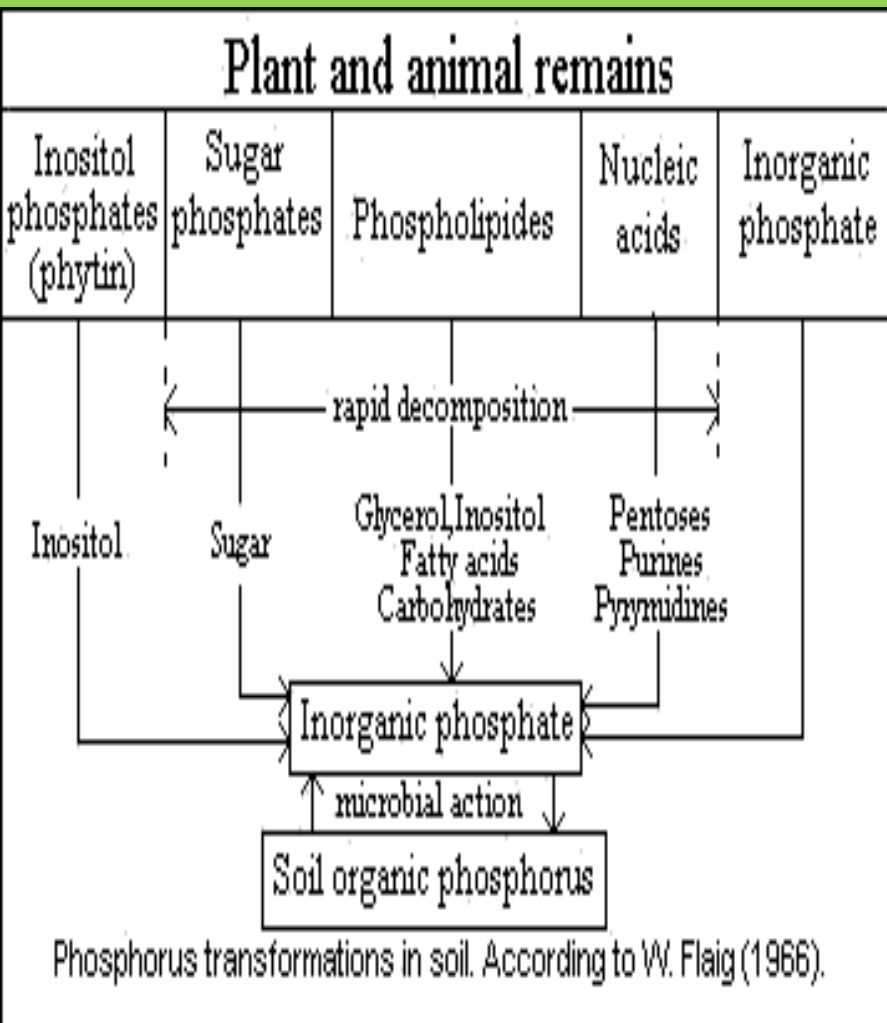 Plant and animal remains
Inositol
phosphates
(phytin)
Sugar
phosphates
Phospholipides
Nucleic
acids
Inorganic
phosphate
rapid decomposition
Inositol
Sugar
Glycerol,Inositol
Fatty acids
Carbohydrates
Pentoses
Purines
Pyrymidines
Inorganic phosphate
microbial action
Soil organic phosphorus
Phosphorus transformations in soil. According to W. Flaig (1966).